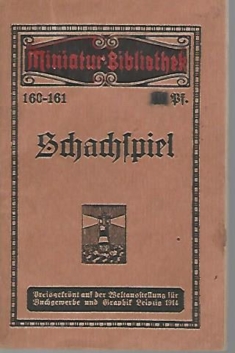 Miniatur-Bibliothek
160-161
Pf.
Schachspiel
Preisgekrönt auf der Weltausstellung für
Buchgewerbe und Graphik Leipzig 1914